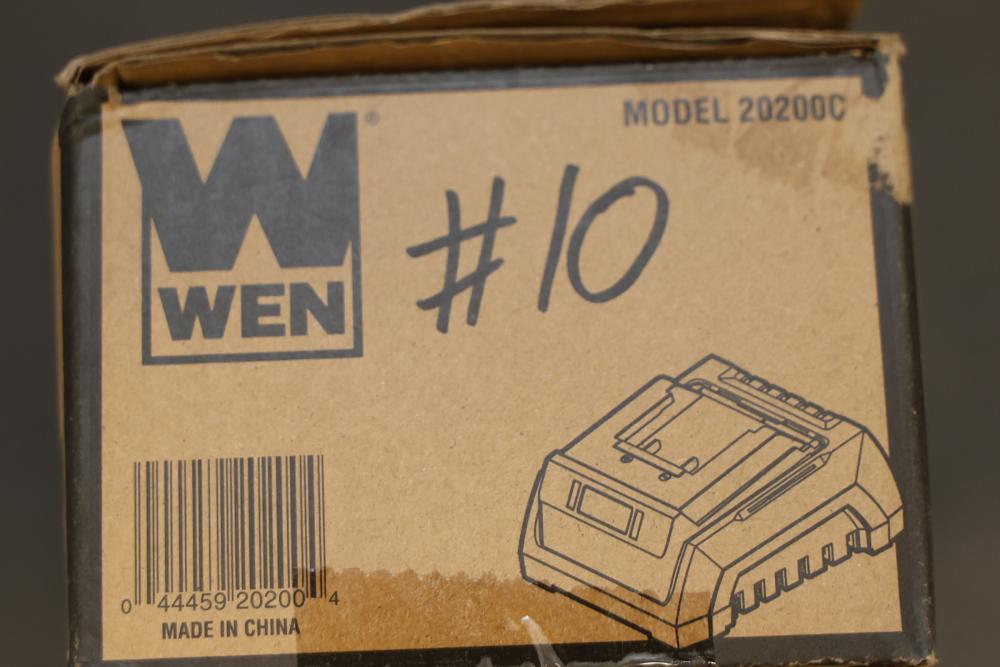 MODEL 20200C
W®
#10
WEN
0 44459 20200 4
MADE IN CHINA